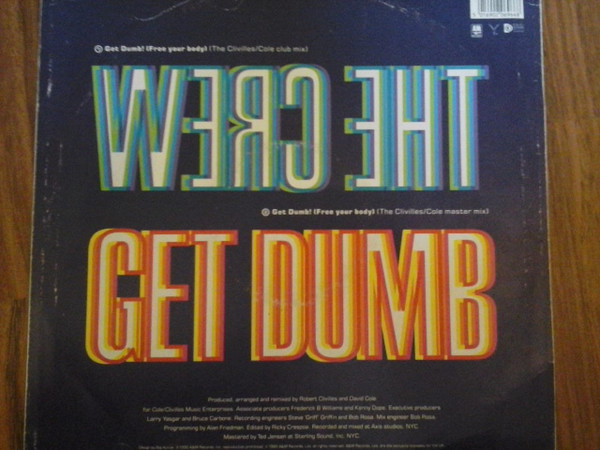 ① Get Dumb! (Free your body) (The Clivilles/Cole club mix)
THE CREW
② Get Dumb! (Free your body) (The Clivilles/Cole master mix)
GET DUMB
Produced, arranged and remixed by Robert Clivilles and David Cole
for Cole/Clivilles Music Enterprises. Associate producers Frederick B Williams and Kenny Dope. Executive producers
Larry Yasgar and Bruce Carbone. Recording engineers Steve 'Griff' Griffin and Bob Rosa. Mix engineer Bob Rosa.
Programming by Alan Friedman. Edited by Ricky Crespo. Recorded and mixed at Axis studios, NYC.
Mastered by Ted Jensen at Sterling Sound, Inc. NYC.